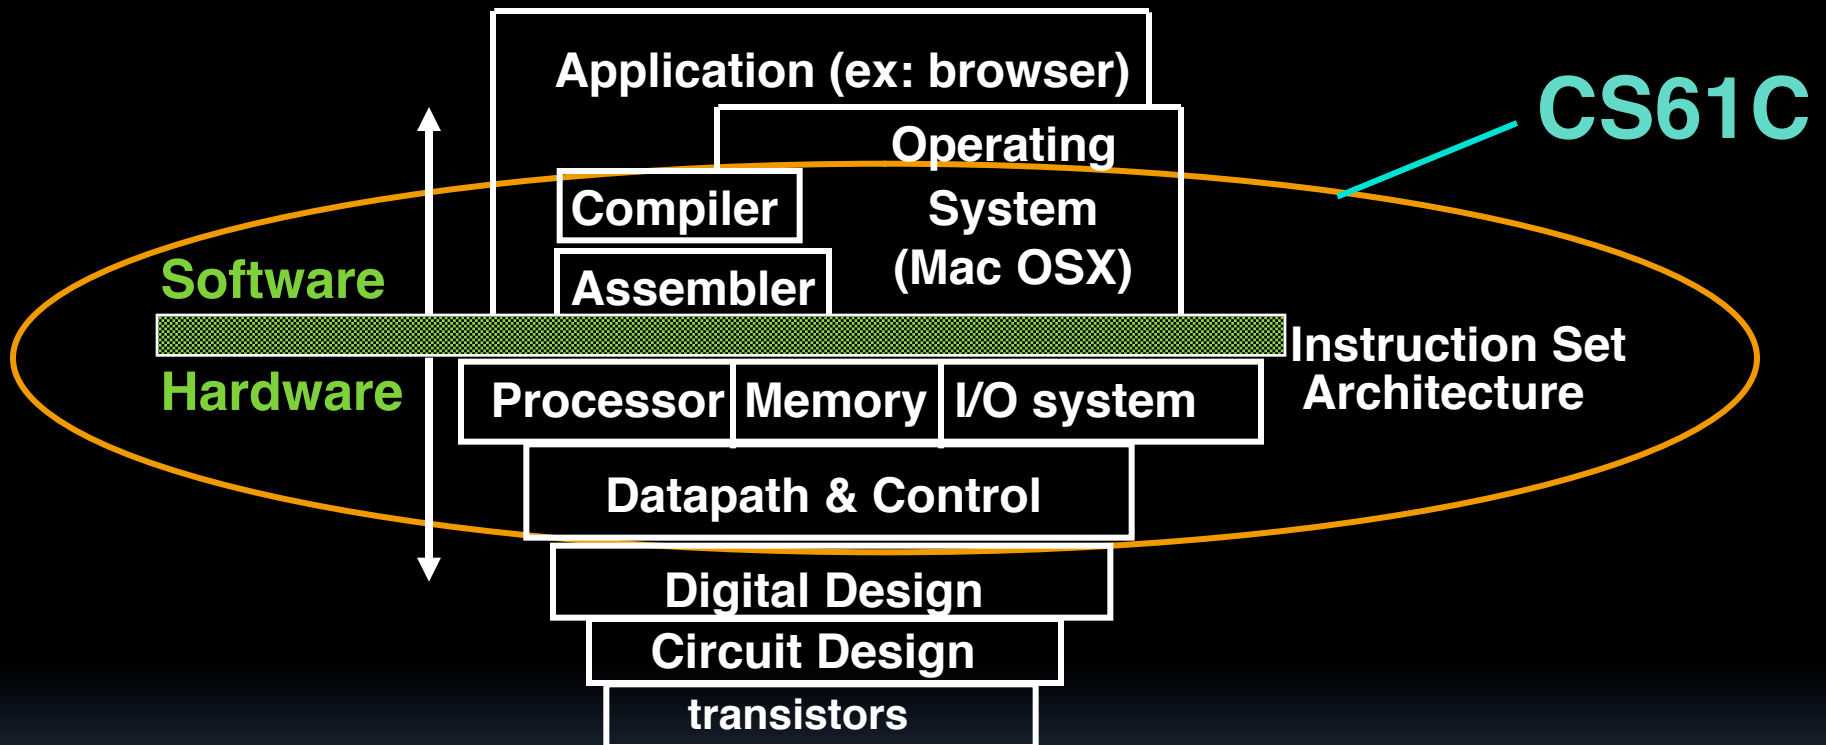 Application (ex: browser)
CS61C
Operating
Compiler
System
(Mac OSX)
Assembler
Software
Instruction Set
Architecture
Hardware
Processor
Memory
I/O system
Datapath & Control
Digital Design
Circuit Design
transistors